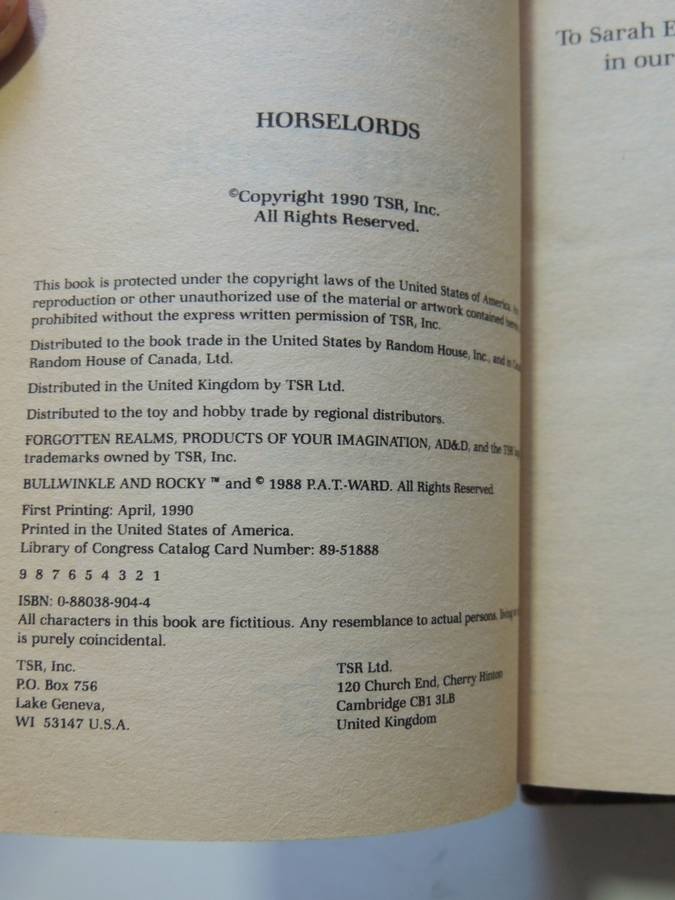 HORSELORDS
©Copyright 1990 TSR, Inc.
All Rights Reserved.
This book is protected under the copyright laws of the United States of America.
reproduction or other unauthorized use of the material or artwork contained herein
prohibited without the express written permission of TSR, Inc.
Distributed to the book trade in the United States by Random House, Inc., and in
Random House of Canada, Ltd.
Distributed in the United Kingdom by TSR Ltd.
Distributed to the toy and hobby trade by regional distributors.
FORGOTTEN REALMS, PRODUCTS OF YOUR IMAGINATION, AD&D, and the TSR
trademarks owned by TSR, Inc.
BULLWINKLE AND ROCKY ™ and © 1988 P.A.T.-WARD. All Rights Reserved
First Printing: April, 1990
Printed in the United States of America.
Library of Congress Catalog Card Number: 89-51888
9 8 7 6 5 4 3 2 1
ISBN: 0-88038-904-4
All characters in this book are fictitious. Any resemblance to actual persons, living or
is purely coincidental.
TSR, Inc.
P.O. Box 756
Lake Geneva,
WI 53147 U.S.A.
TSR Ltd.
120 Church End, Cherry Hinton
Cambridge CB1 3LB
United Kingdom
To Sarah E
in our